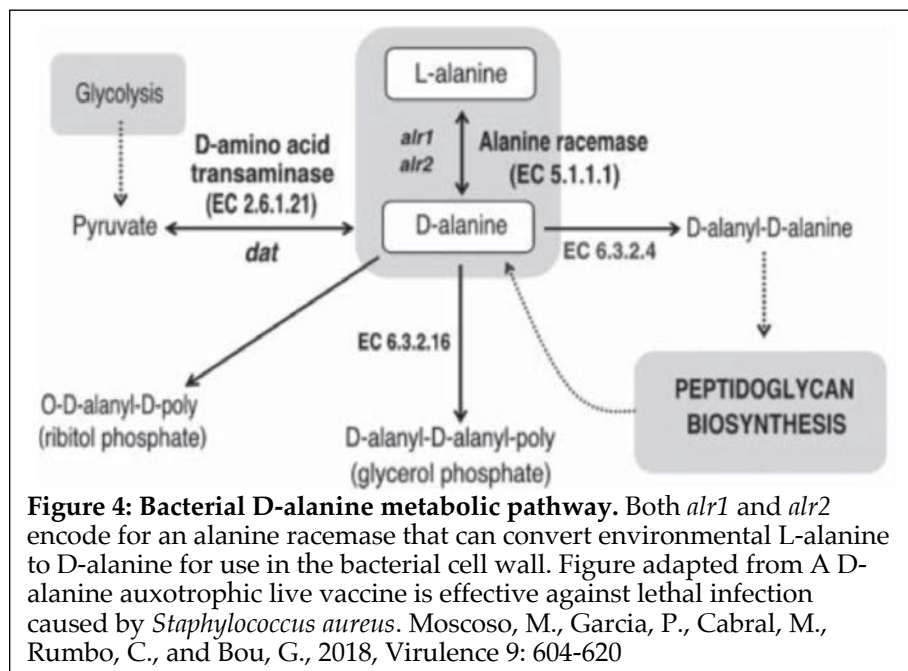 Glycolysis
Pyruvate
D-amino acid
transaminase
(EC 2.6.1.21)
dat
L-alanine
alr1
alr2
Alanine racemase
(EC 5.1.1.1)
D-alanine
EC 6.3.2.4
D-alanyl-D-alanine
EC 6.3.2.16
PEPTIDOGLYCAN
BIOSYNTHESIS
O-D-alanyl-D-poly
(ribitol phosphate)
D-alanyl-D-alanyl-poly
(glycerol phosphate)
Figure 4: Bacterial D-alanine metabolic pathway. Both alr1 and alr2
encode for an alanine racemase that can convert environmental L-alanine
to D-alanine for use in the bacterial cell wall. Figure adapted from A D-
alanine auxotrophic live vaccine is effective against lethal infection
caused by Staphylococcus aureus. Moscoso, M., Garcia, P., Cabral, M.,
Rumbo, C., and Bou, G., 2018, Virulence 9: 604-620